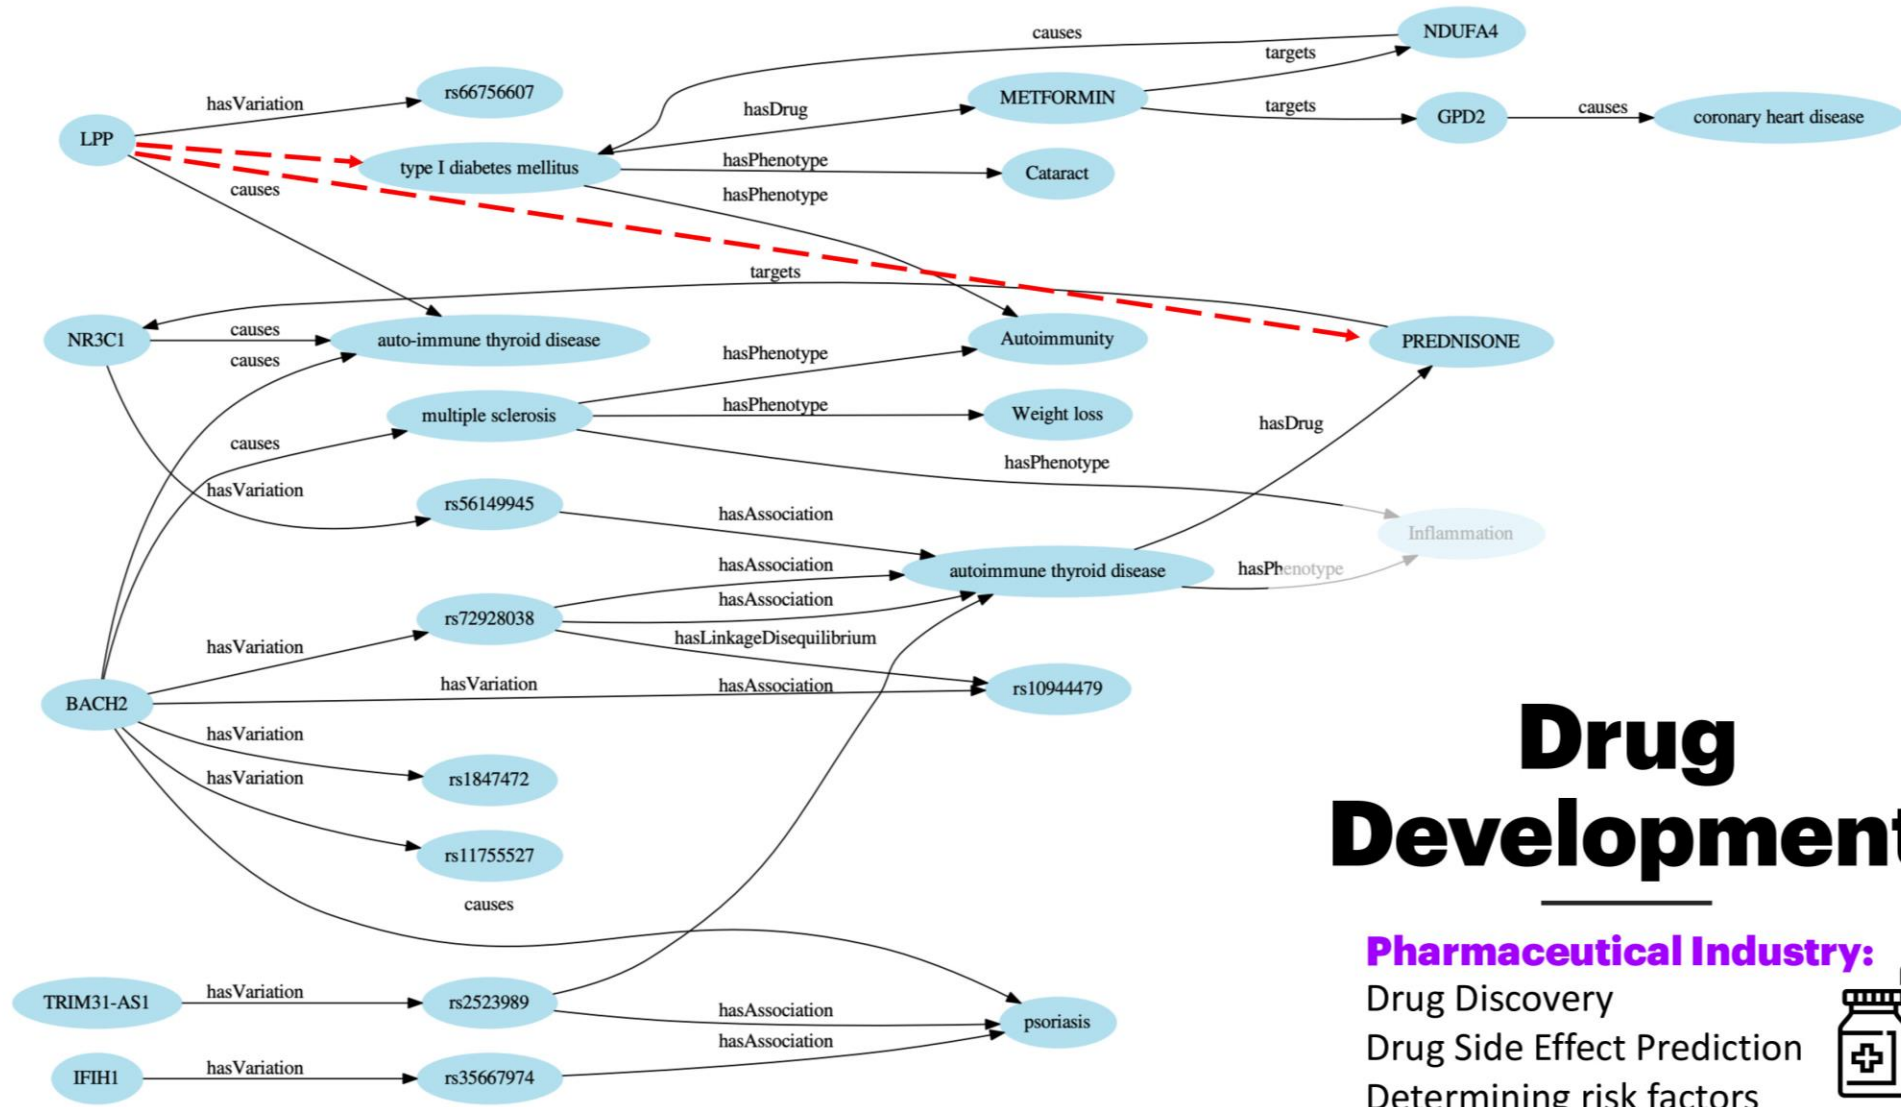 causes
NDUFA4
targets
rs66756607
hasVariation
hasDrug
METFORMIN
targets
GPD2
causes
coronary heart disease
LPP
type I diabetes mellitus
hasPhenotype
Cataract
causes
hasPhenotype
targets
NR3C1
causes
auto-immune thyroid disease
Autoimmunity
PREDNISONE
causes
hasPhenotype
multiple sclerosis
hasPhenotype
Weight loss
hasDrug
causes
hasPhenotype
hasVariation
rs56149945
hasAssociation
Inflammation
hasAssociation
autoimmune thyroid disease
hasPhenotype
hasAssociation
rs72928038
hasLinkageDisequilibrium
hasVariation
BACH2
hasVariation
hasAssociation
rs10944479
hasVariation
hasVariation
rs1847472
rs11755527
causes
TRIM31-AS1
hasVariation
rs2523989
hasAssociation
psoriasis
hasAssociation
IFIH1
hasVariation
rs35667974
Drug
Development
Pharmaceutical Industry:
Drug Discovery
Drug Side Effect Prediction
Determining risk factors